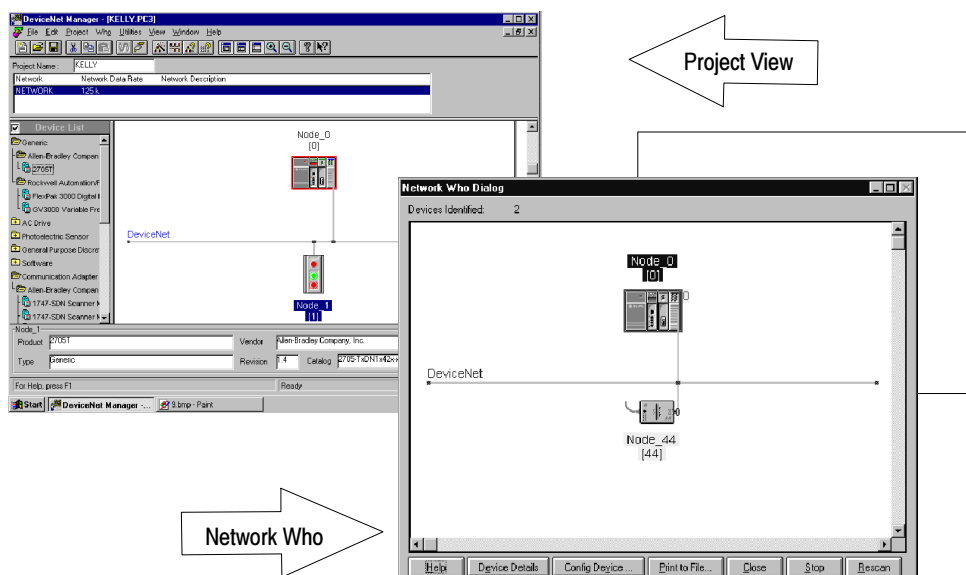 DeviceNet Manager - [KELLY.PC3]
File Edit Project Who Utilities View Window Help
Project Name : KELLY
Network Network Data Rate Network Description
NETWORK 125 k
Device List
Generic
Allen-Bradley Compan
2705T
Rockwell Automation/F
FlexPak 3000 Digital I
GV3000 Variable Fre
AC Drive
Photoelectric Sensor
General Purpose Discret
Software
Communication Adapter
Allen-Bradley Compan
1747-SDN Scanner M
1747-SDN Scanner M
Node_0
[0]
DeviceNet
Node_1
[1]
Node_1
Product 2705T Vendor Allen-Bradley Company, Inc.
Type Generic Revision 1.4 Catalog 2705-TxDN1x42x-x
For Help, press F1 Ready
Start DeviceNet Manager -... 9.bmp - Paint
Project View
Network Who Dialog
Devices Identified: 2
Node_0
[0]
DeviceNet
Node_44
[44]
Help Device Details Config Device ... Print to File... Close Stop Rescan
Network Who